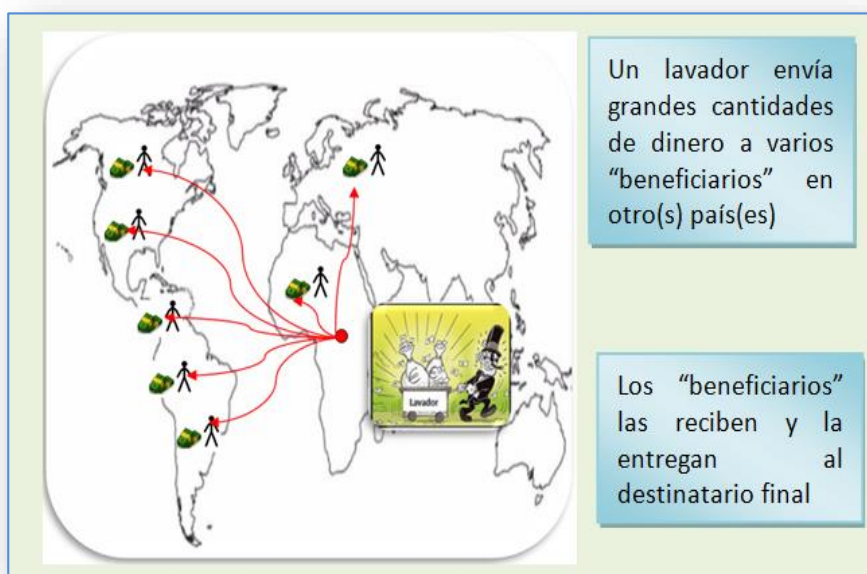 Un lavador envía
grandes cantidades
de dinero a varios
“beneficiarios” en
otro(s) país(es)
Lavador
Los “beneficiarios”
las reciben y la
entregan al
destinatario final